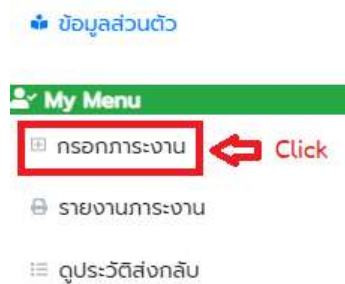 ข้อมูลส่วนตัว
My Menu
กรอกภาระงาน Click
รายงานภาระงาน
ดูประวัติส่งกลับ